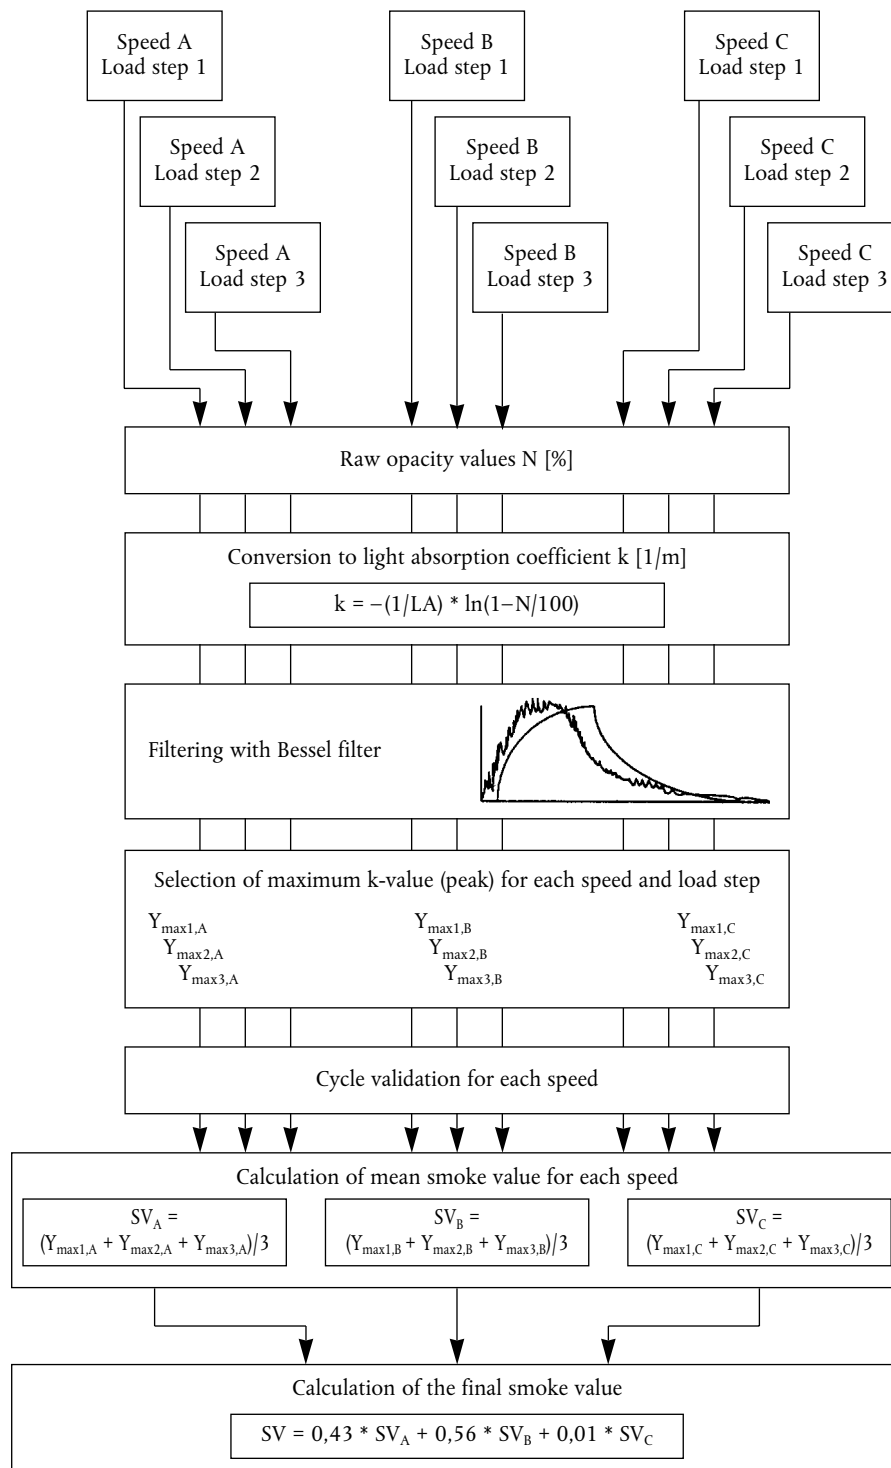 Speed A
Load step 1
Speed B
Load step 1
Speed C
Load step 1
Speed A
Load step 2
Speed B
Load step 2
Speed C
Load step 2
Speed A
Load step 3
Speed B
Load step 3
Speed C
Load step 3
Raw opacity values N [%]
Conversion to light absorption coefficient k [1/m]
k = −(1/LA) * ln(1−N/100)
Filtering with Bessel filter
Selection of maximum k-value (peak) for each speed and load step
Ymax1,A Ymax1,B Ymax1,C
Ymax2,A Ymax2,B Ymax2,C
Ymax3,A Ymax3,B Ymax3,C
Cycle validation for each speed
Calculation of mean smoke value for each speed
SVA =
(Ymax1,A + Ymax2,A + Ymax3,A)/3
SVB =
(Ymax1,B + Ymax2,B + Ymax3,B)/3
SVC =
(Ymax1,C + Ymax2,C + Ymax3,C)/3
Calculation of the final smoke value
SV = 0,43 * SVA + 0,56 * SVB + 0,01 * SVC